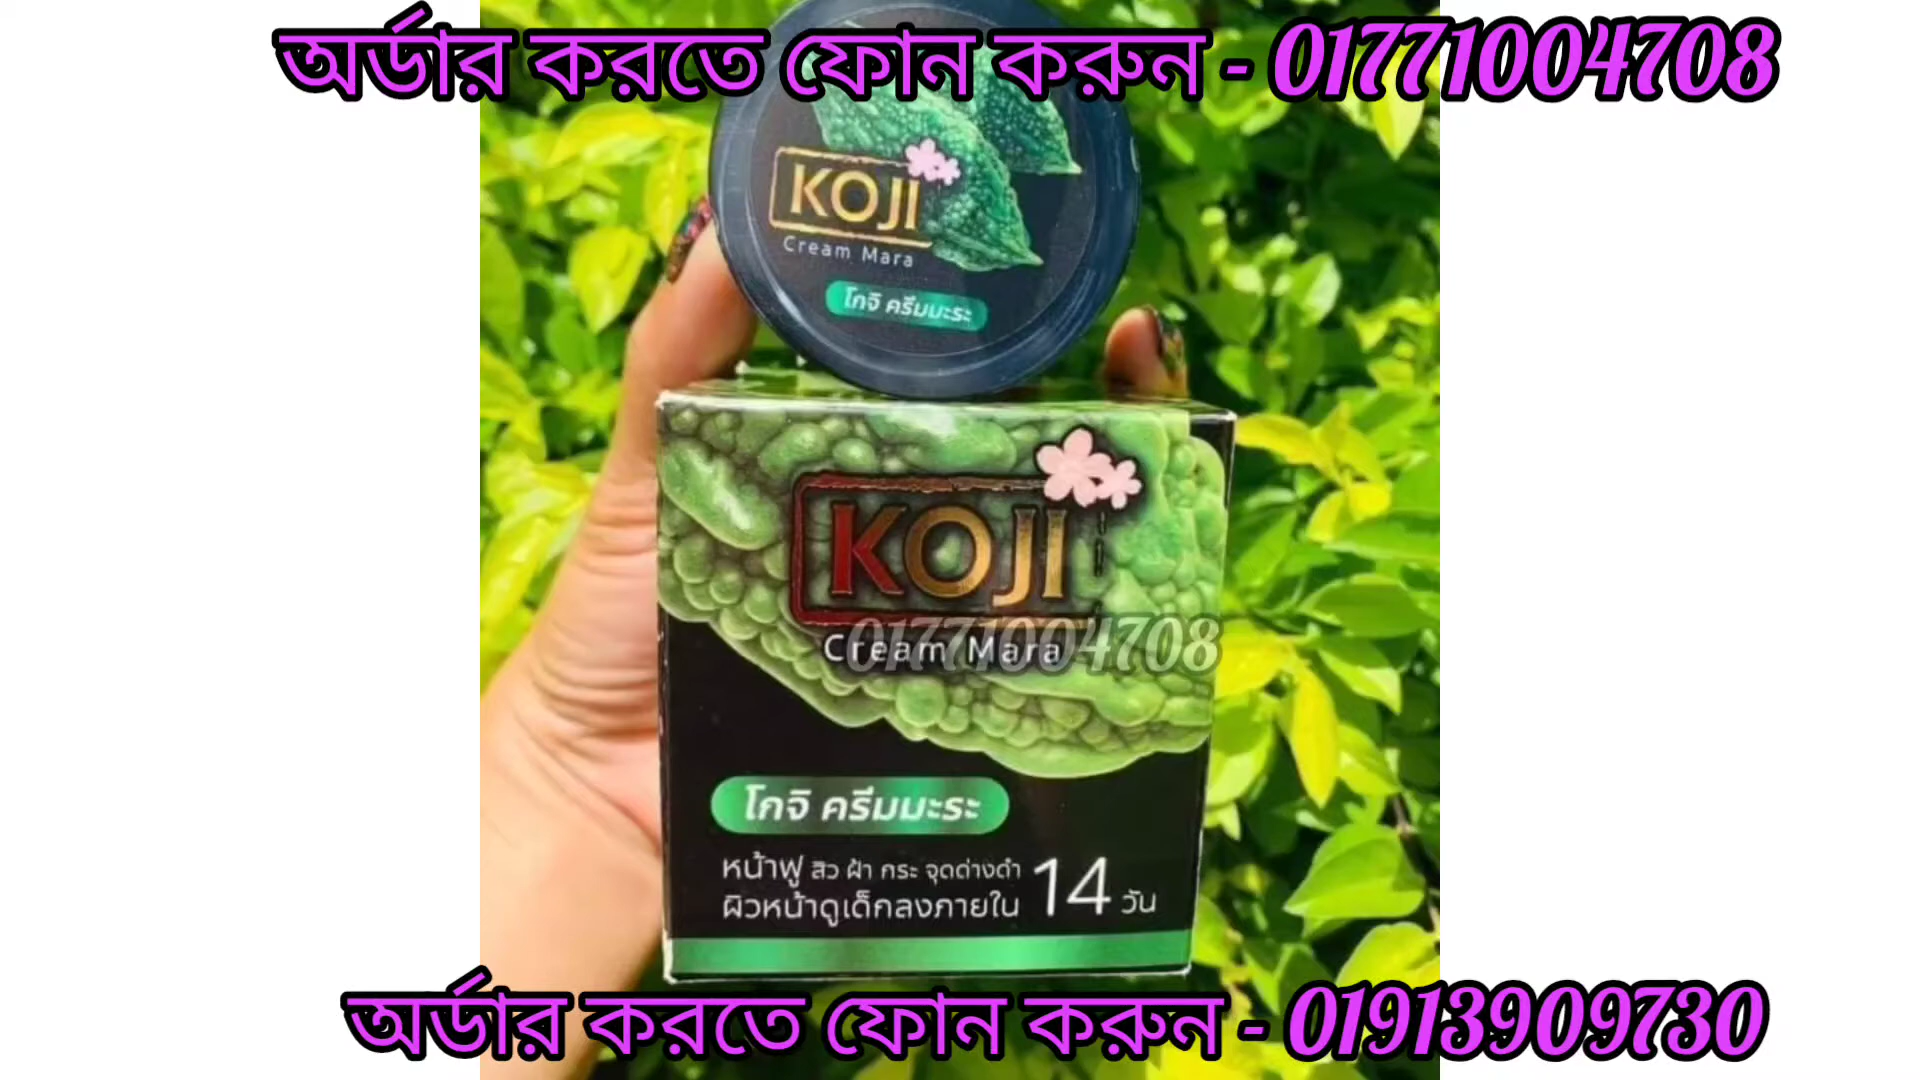 অর্ডার করতে ফোন করুন - 01771004708
KOJI
Cream Mara
โกจิ ครีมมะระ
KOJI
Cream Mara
01771004708
โกจิ ครีมมะระ
หน้าฟู สิว ฝ้า กระ จุดด่างดำ
ผิวหน้าดูเด็กลงภายใน 14 วัน
অর্ডার করতে ফোন করুন - 01913909730